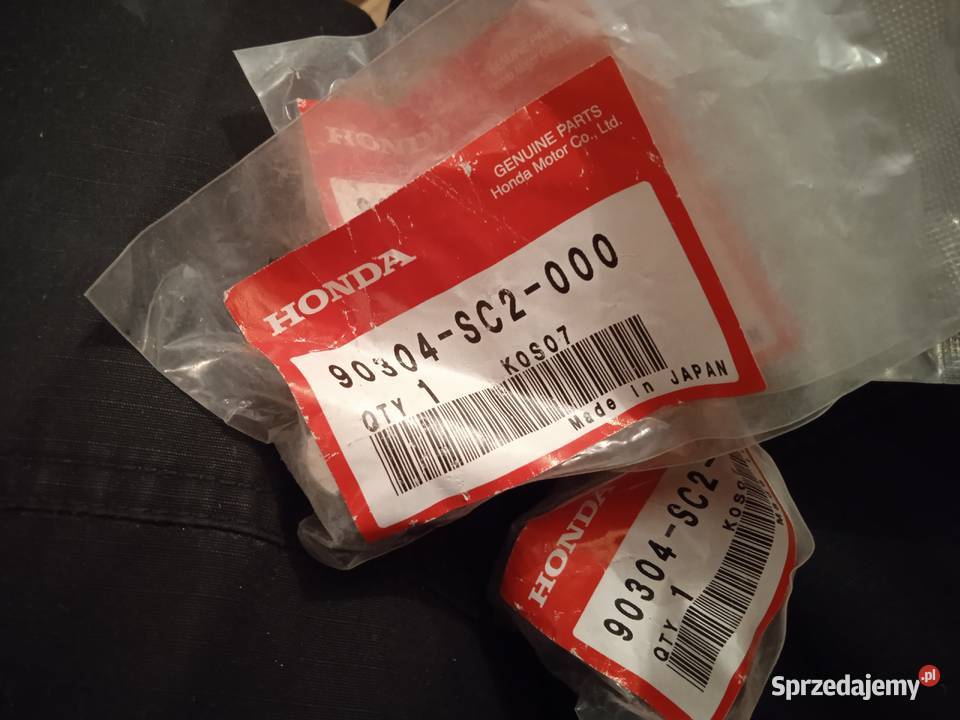 HONDA
GENUINE PARTS
Honda Motor Co., Ltd.
HONDA
90304-SC2-000
QTY 1 K0S07
Made in JAPAN
HONDA
90304-SC2-
QTY 1
Sprzedajemy.pl